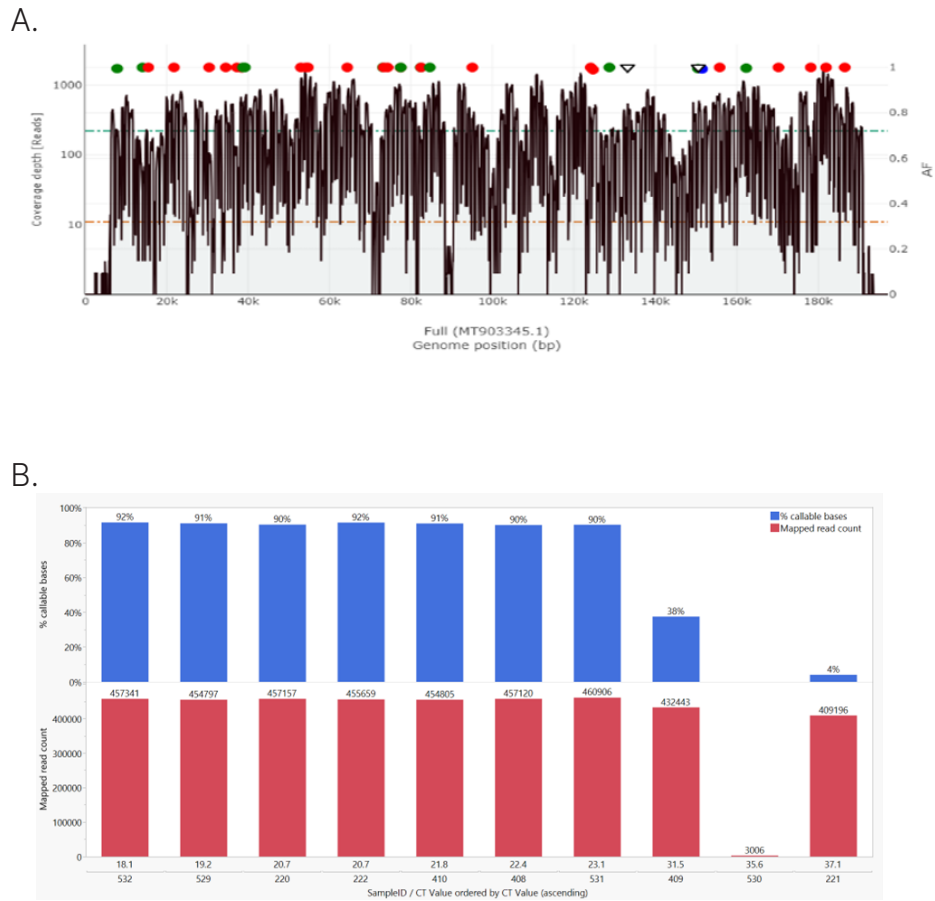 A.
1000
100
10
Coverage depth [Reads]
1
0.8
0.6
0.4
0.2
0
AF
0 20k 40k 60k 80k 100k 120k 140k 160k 180k
Full (MT903345.1)
Genome position (bp)
B.
% callable bases
Mapped read count
100%
80%
60%
40%
20%
0%
% callable bases
92% 91% 90% 92% 91% 90% 90% 38% 4%
457341 454797 457157 455659 454805 457120 460906 432443 3006 409196
400000
300000
200000
100000
0
Mapped read count
18.1 19.2 20.7 20.7 21.8 22.4 23.1 31.5 35.6 37.1
532 529 220 222 410 408 531 409 530 221
SampleID / CT Value ordered by CT Value (ascending)